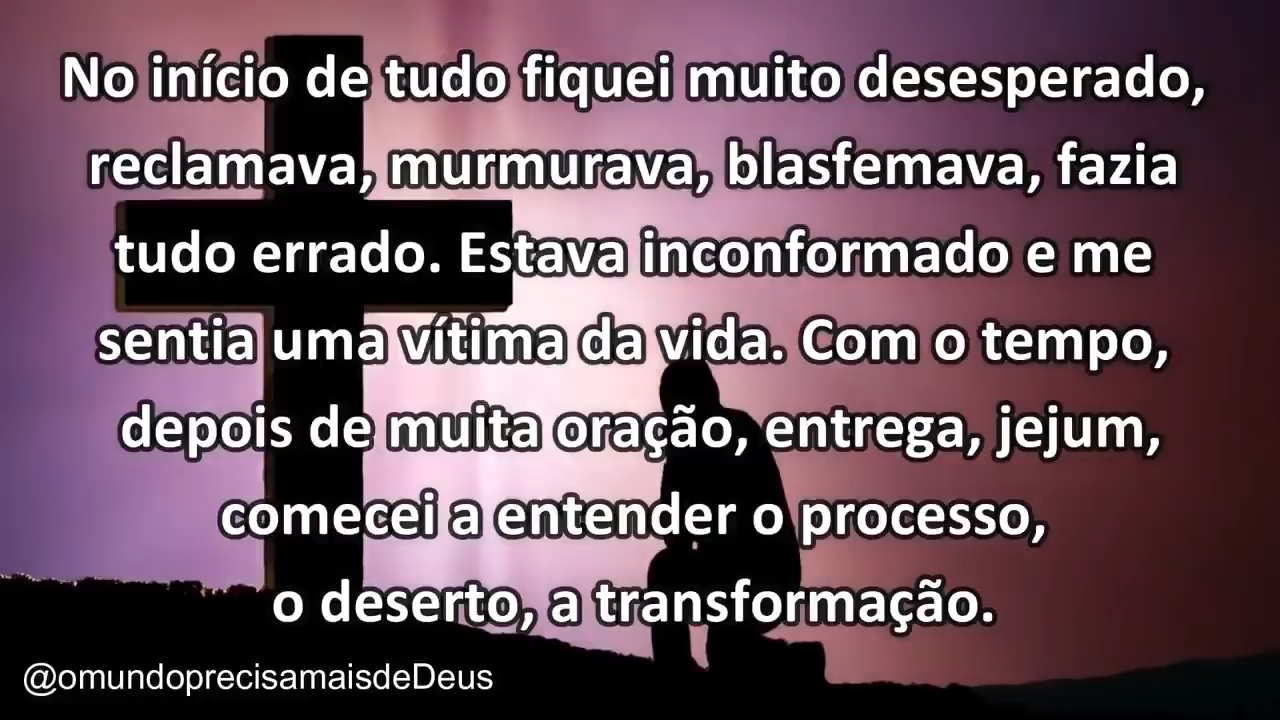 No início de tudo fiquei muito desesperado,
reclamava, murmurava, blasfemava, fazia
tudo errado. Estava inconformado e me
sentia uma vítima da vida. Com o tempo,
depois de muita oração, entrega, jejum,
comecei a entender o processo,
o deserto, a transformação.
@omundoprecisamaisdeDeus